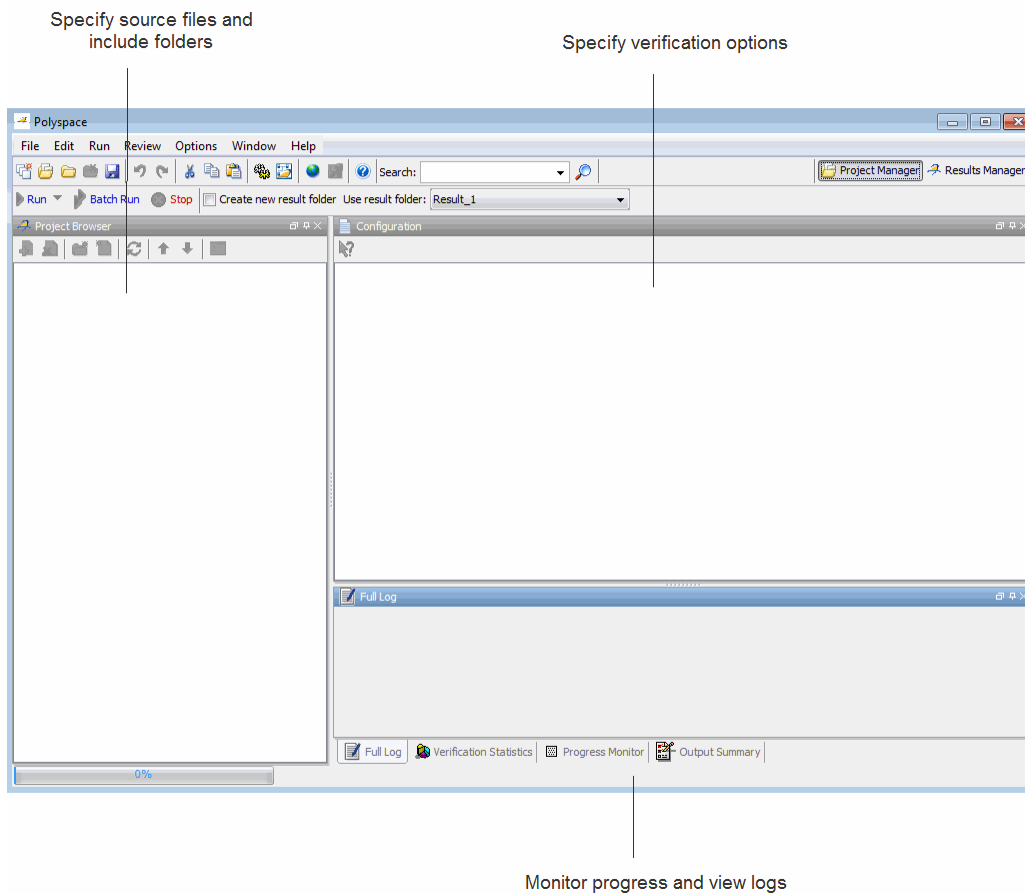 Specify source files and
include folders
Specify verification options
Polyspace
File Edit Run Review Options Window Help
Search:
Project Manager
Results Manager
Run
Batch Run
Stop
Create new result folder
Use result folder:
Result_1
Project Browser
Configuration
Full Log
Full Log
Verification Statistics
Progress Monitor
Output Summary
0%
Monitor progress and view logs